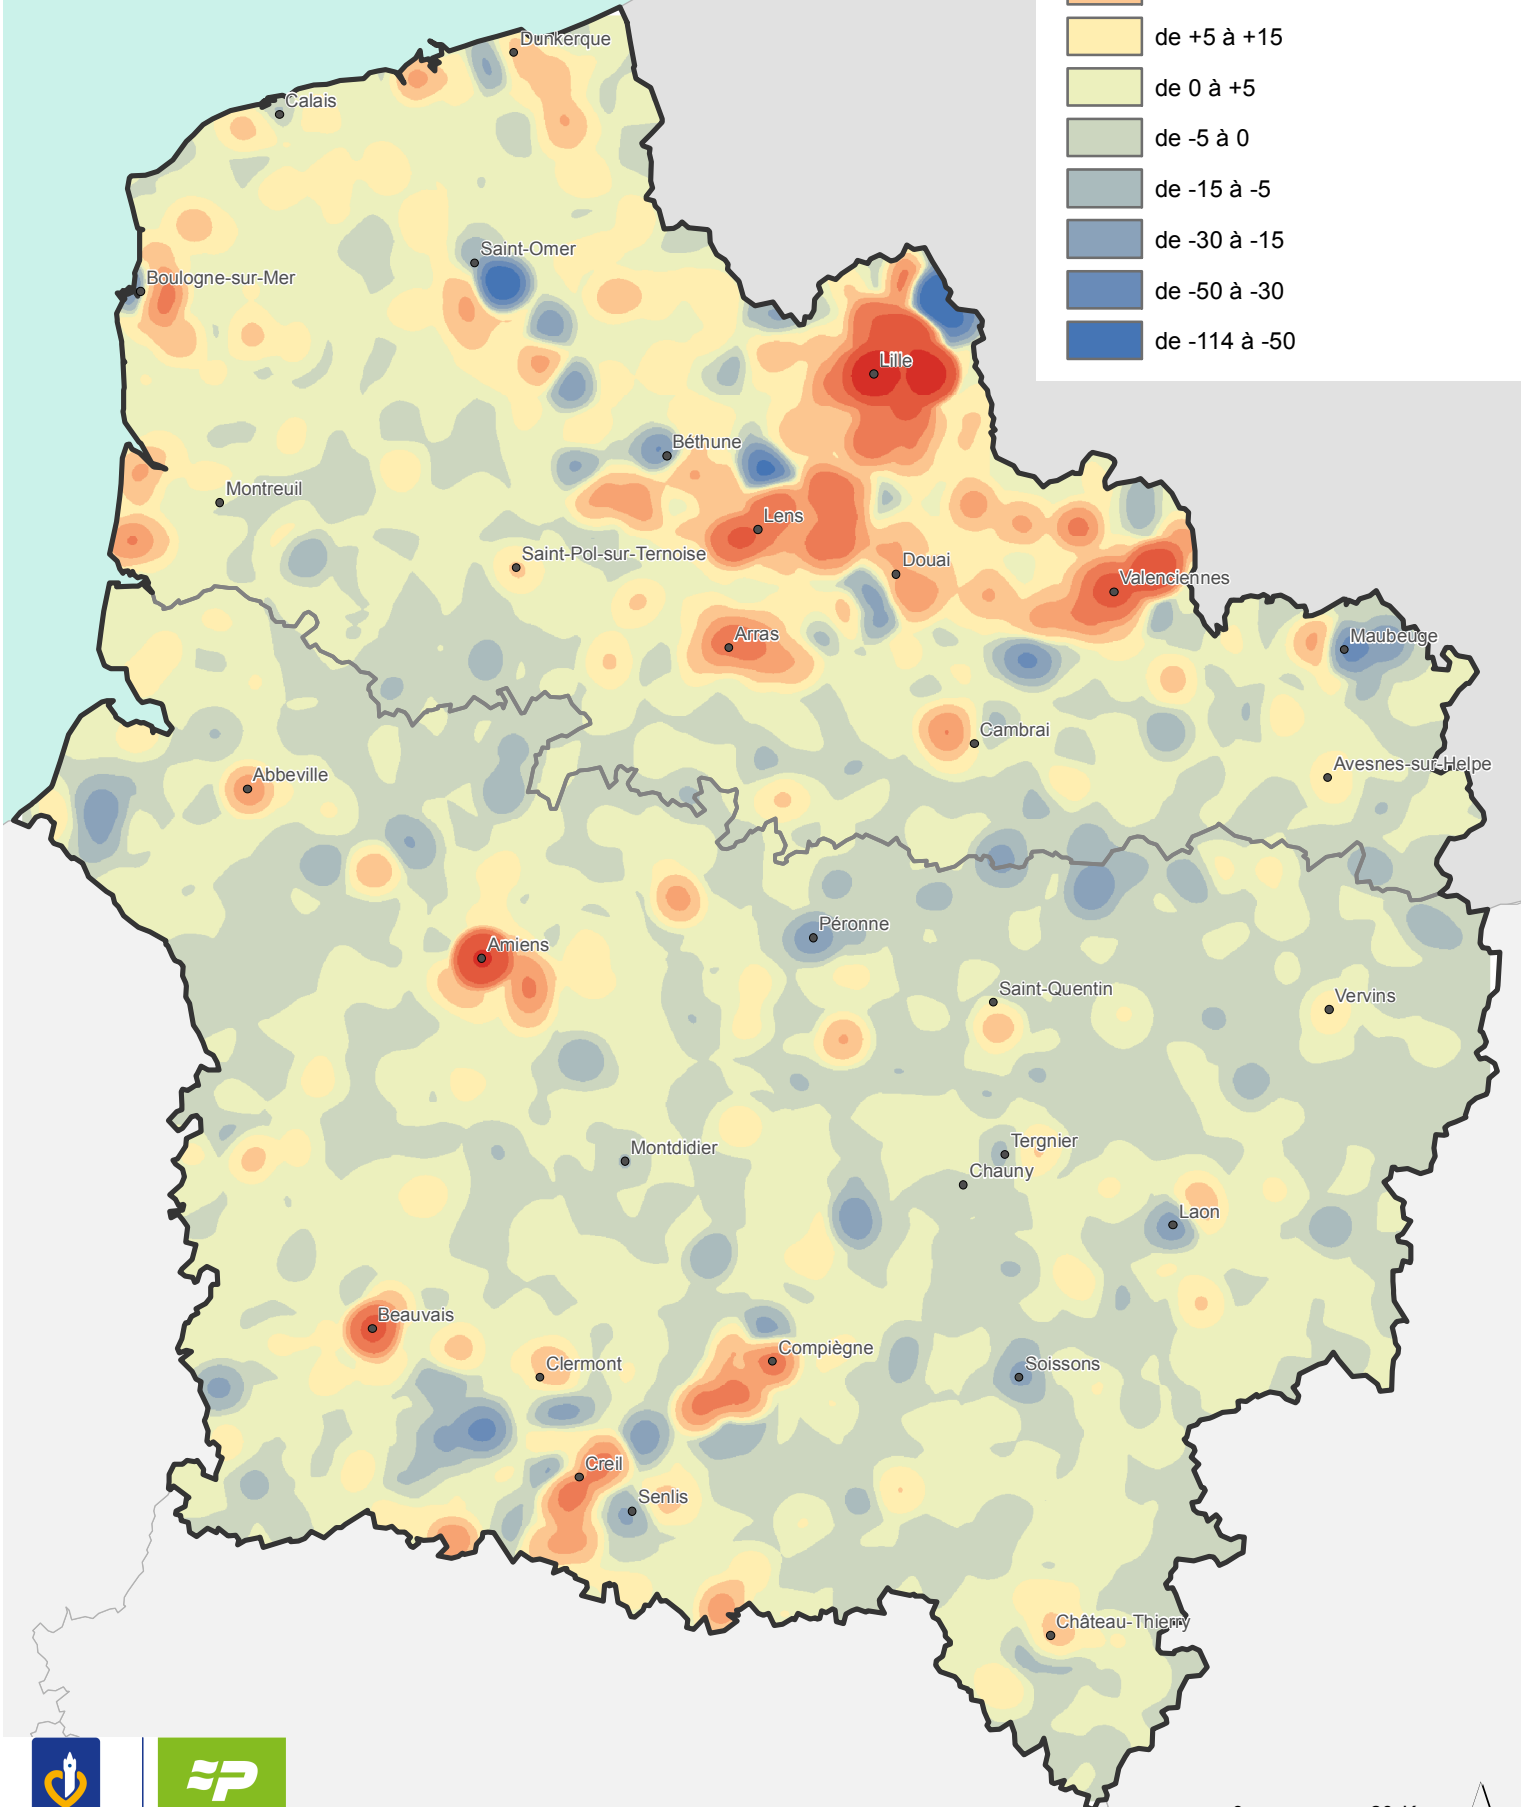 de +5 à +15
de 0 à +5
de -5 à 0
de -15 à -5
de -30 à -15
de -50 à -30
de -114 à -50
Dunkerque
Calais
Saint-Omer
Boulogne-sur-Mer
Lille
Béthune
Montreuil
Lens
Saint-Pol-sur-Ternoise
Douai
Valenciennes
Arras
Maubeuge
Cambrai
Avesnes-sur-Helpe
Abbeville
Péronne
Amiens
Saint-Quentin
Vervins
Montdidier
Tergnier
Chauny
Laon
Beauvais
Compiègne
Clermont
Soissons
Creil
Senlis
Château-Thierry